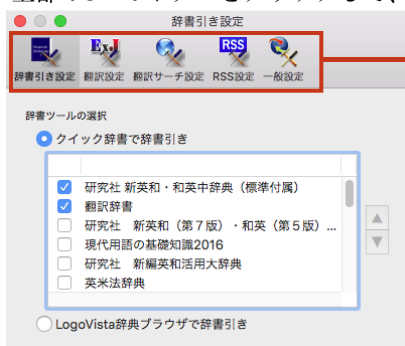 辞書引き設定
E×J
RSS
辞書引き設定 翻訳設定 翻訳サーチ設定 RSS設定 一般設定
辞書ツールの選択
クイック辞書で辞書引き
研究社 新英和・和英中辞典（標準付属）
翻訳辞書
研究社　新英和（第７版）・和英（第５版）...
現代用語の基礎知識2016
研究社　新編英和活用大辞典
英米法辞典
LogoVista辞典ブラウザで辞書引き